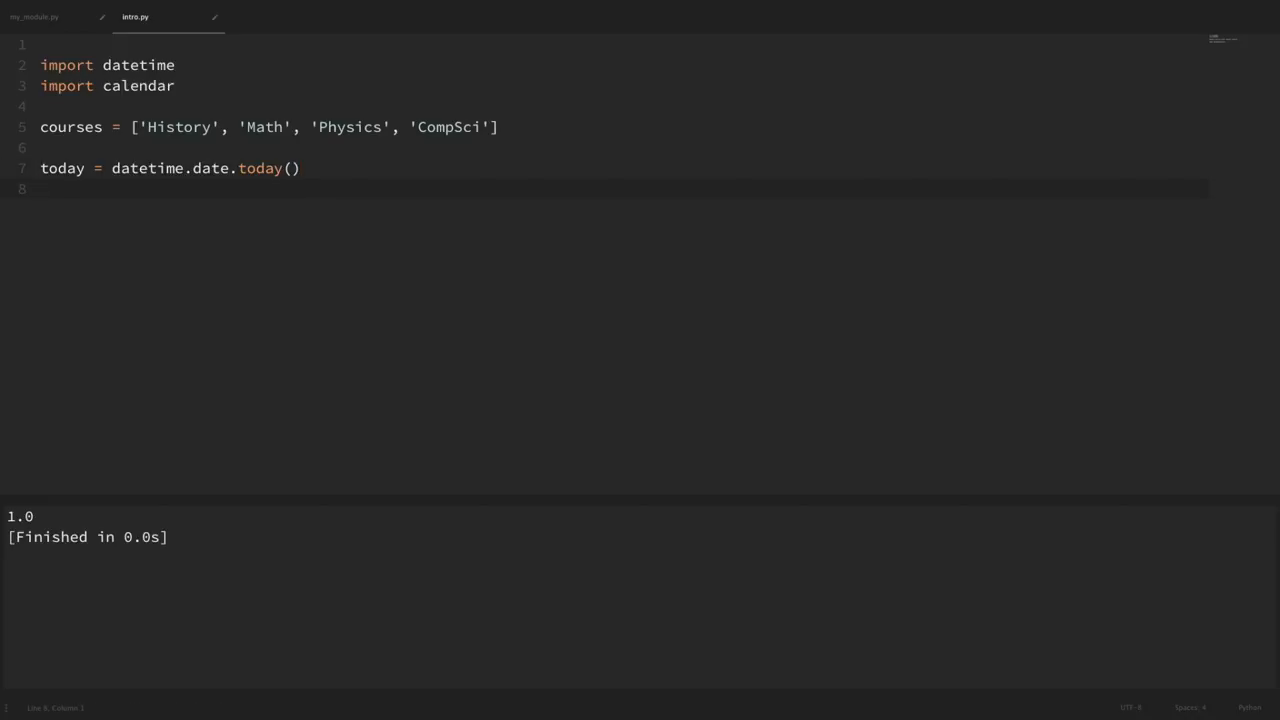 my_module.py intro.py
1
2 import datetime
3 import calendar
4
5 courses = ['History', 'Math', 'Physics', 'CompSci']
6
7 today = datetime.date.today()
8
1.0
[Finished in 0.0s]
Line 8, Column 1 UTF-8 Spaces: 4 Python